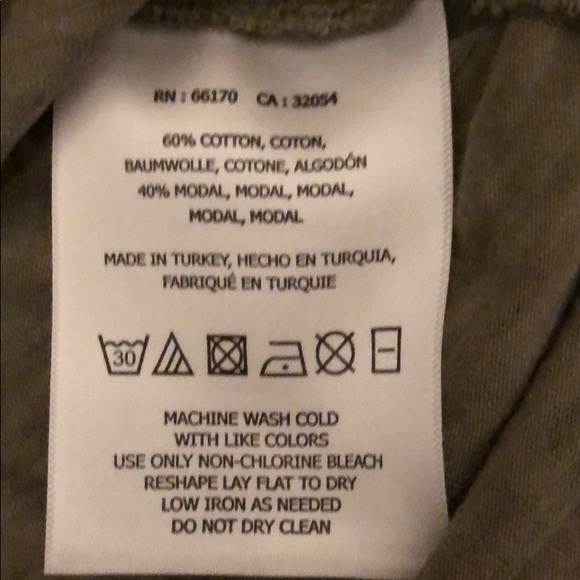 RN : 66170 CA : 32054
60% COTTON, COTON,
BAUMWOLLE, COTONE, ALGODÓN
40% MODAL, MODAL, MODAL,
MODAL, MODAL
MADE IN TURKEY, HECHO EN TURQUIA,
FABRIQUÉ EN TURQUIE
30
MACHINE WASH COLD
WITH LIKE COLORS
USE ONLY NON-CHLORINE BLEACH
RESHAPE LAY FLAT TO DRY
LOW IRON AS NEEDED
DO NOT DRY CLEAN